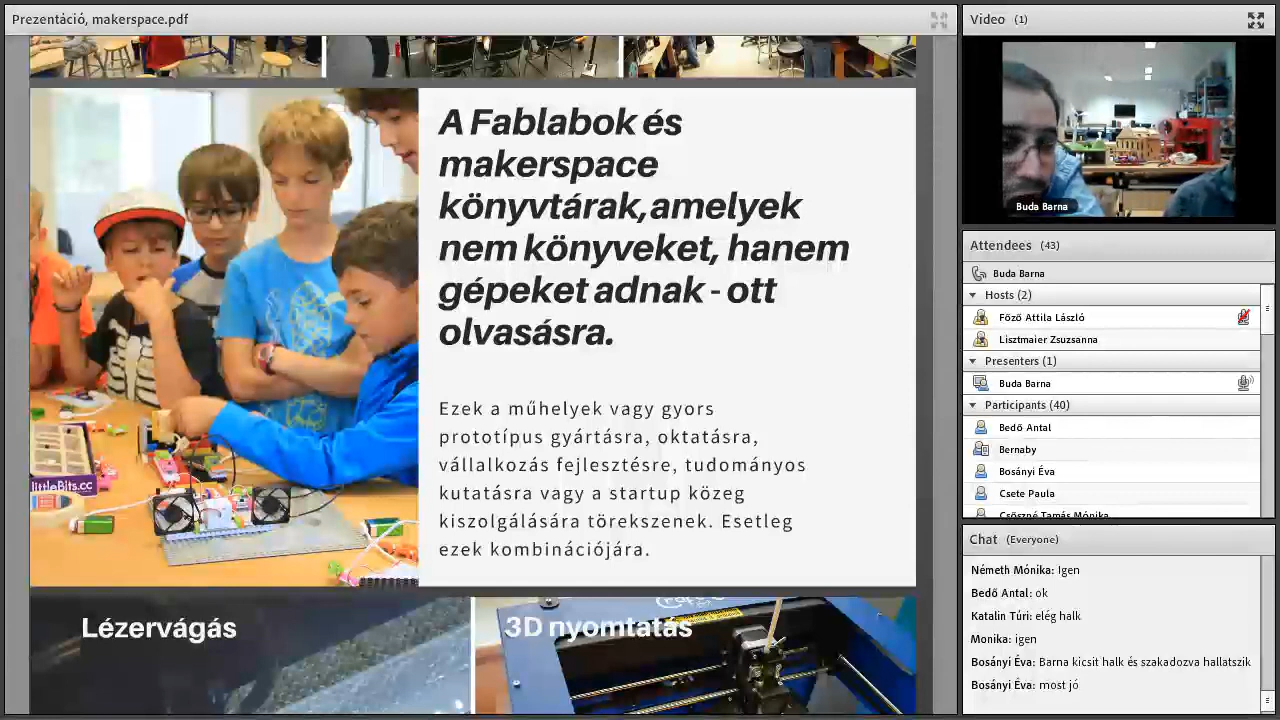 Prezentáció, makerspace.pdf
A Fablabok és
makerspace
könyvtárak,amelyek
nem könyveket, hanem
gépeket adnak - ott
olvasásra.
Ezek a műhelyek vagy gyors
prototípus gyártásra, oktatásra,
vállalkozás fejlesztésre, tudományos
kutatásra vagy a startup közeg
kiszolgálására törekszenek. Esetleg
ezek kombinációjára.
littleBits.cc
Lézervágás
3D nyomtatás
Video (1)
Buda Barna
Attendees (43)
Buda Barna
Hosts (2)
Főző Attila László
Lisztmaier Zsuzsanna
Presenters (1)
Buda Barna
Participants (40)
Bedő Antal
Bernaby
Bosányi Éva
Csete Paula
Csőszné Tamás Mónika
Chat (Everyone)
Németh Mónika: Igen
Bedő Antal: ok
Katalin Túri: elég halk
Monika: igen
Bosányi Éva: Barna kicsit halk és szakadozva hallatszik
Bosányi Éva: most jó